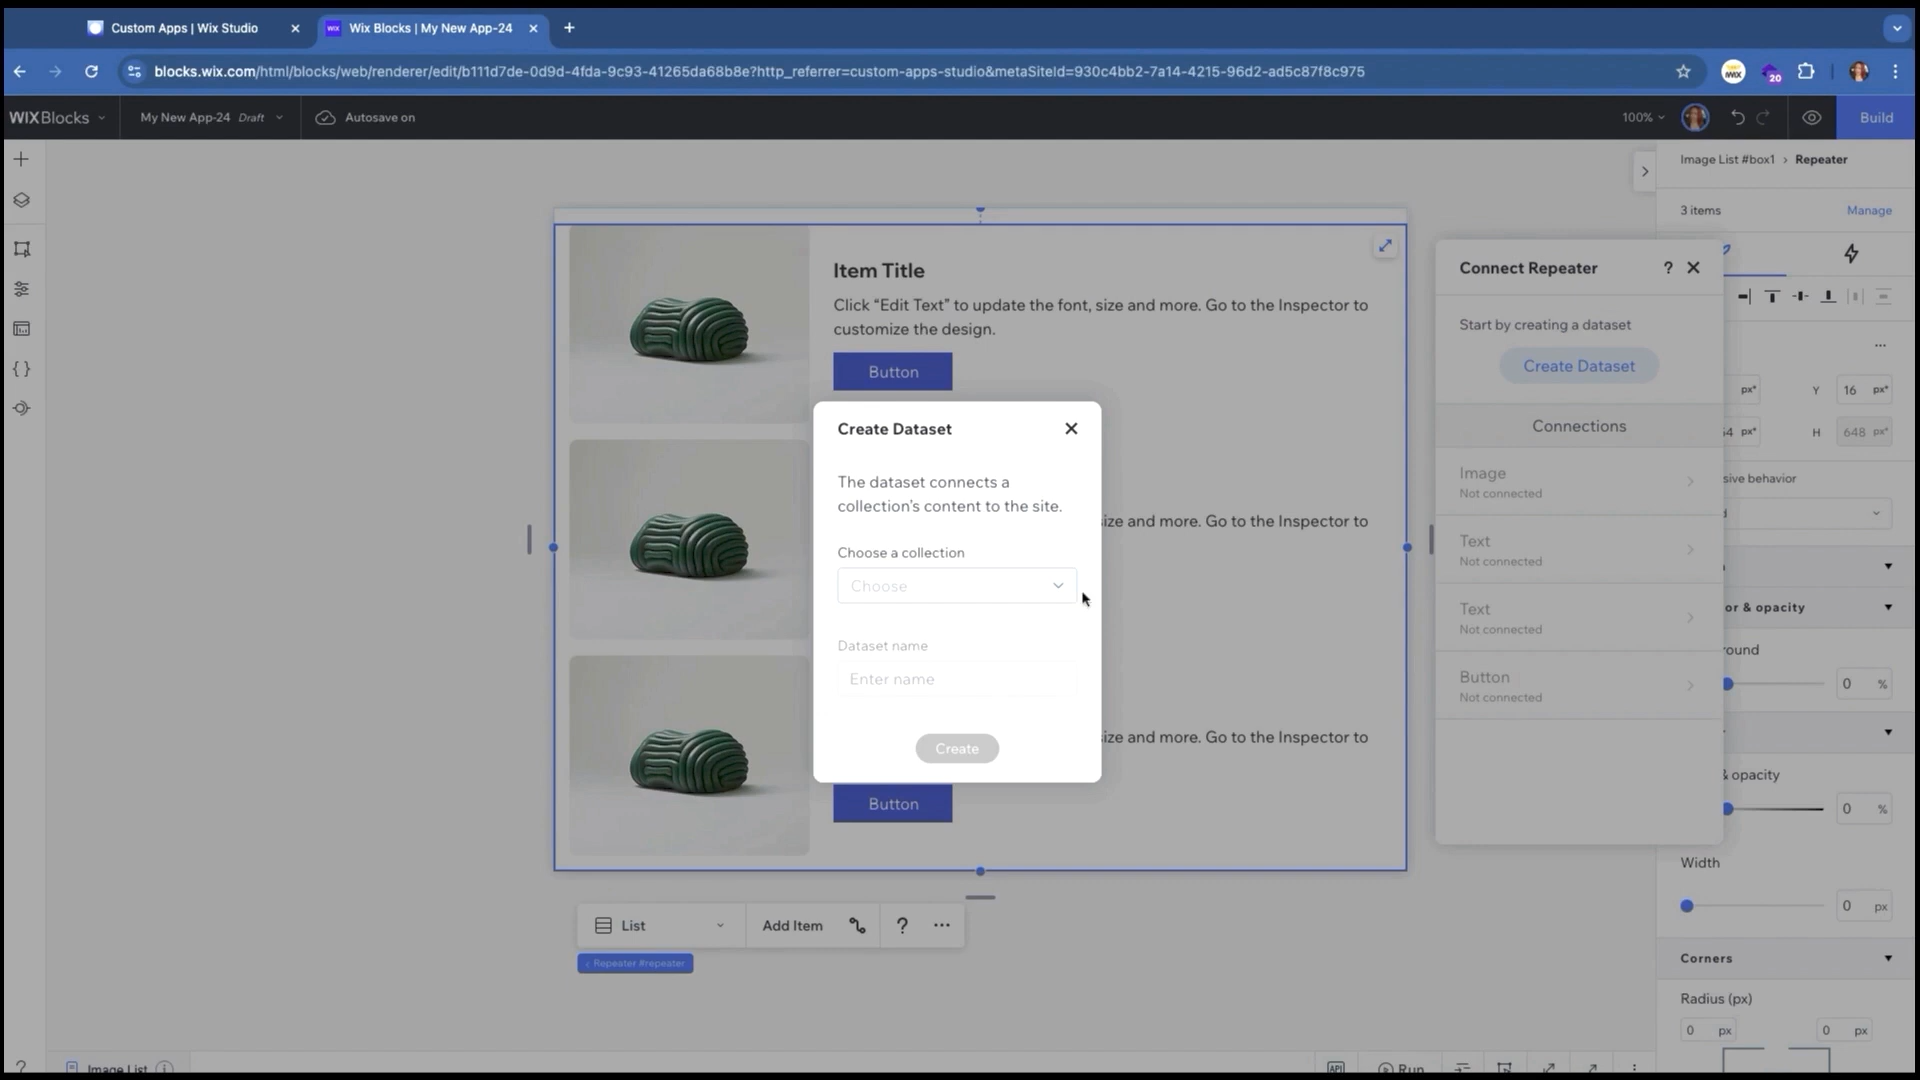 Custom Apps | Wix Studio
Wix Blocks | My New App-24
blocks.wix.com/html/blocks/web/renderer/edit/b111d7de-0d9d-4fda-9c93-41265da68b8e?http_referrer=custom-apps-studio&metaSiteId=930c4bb2-7a14-4215-96d2-ad5c87f8c975
20
WIXBlocks
My New App-24 Draft
Autosave on
100%
Build
Image List #box1 > Repeater
3 items
Manage
Item Title
Click “Edit Text” to update the font, size and more. Go to the Inspector to
customize the design.
Button
Create Dataset
The dataset connects a
collection’s content to the site.
Choose a collection
Choose
Dataset name
Enter name
Create
ize and more. Go to the Inspector to
size and more. Go to the Inspector to
Button
List
Add Item
?
< Repeater #repeater
Connect Repeater
?
Start by creating a dataset
Create Dataset
Connections
Image
Not connected
Text
Not connected
Text
Not connected
Button
Not connected
px*
Y
16 px*
54 px*
H
648 px*
sive behavior
or & opacity
round
0 %
& opacity
0 %
Width
0 px
Corners
Radius (px)
0 px
0 px
?
Image List
API
Run